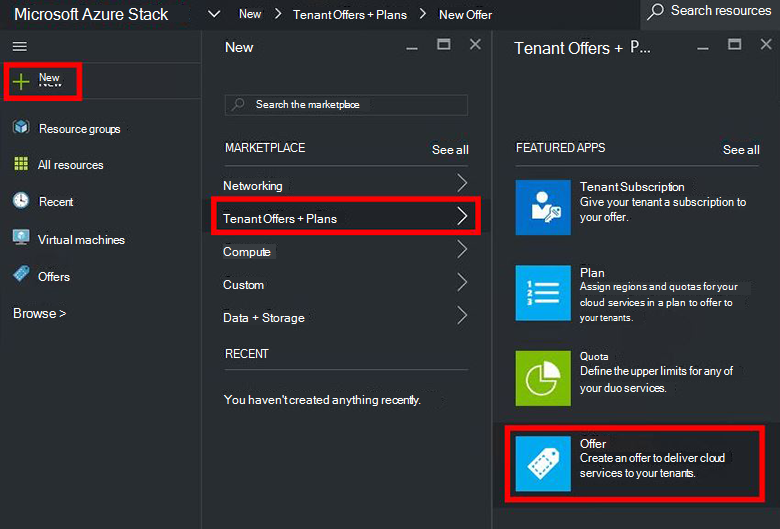 Microsoft Azure Stack
New > Tenant Offers + Plans > New Offer
Search resources
New
New
Resource groups
All resources
Recent
Virtual machines
Offers
Browse >
New
Search the marketplace
MARKETPLACE
See all
Networking
Tenant Offers + Plans
Compute
Custom
Data + Storage
RECENT
You haven't created anything recently.
Tenant Offers + P...
FEATURED APPS
See all
Tenant Subscription
Give your tenant a subscription to
your offer.
1
2
3
Plan
Assign regions and quotas for your
cloud services in a plan to offer to
your tenants.
Quota
Define the upper limits for any of
your duo services.
Offer
Create an offer to deliver cloud
services to your tenants.